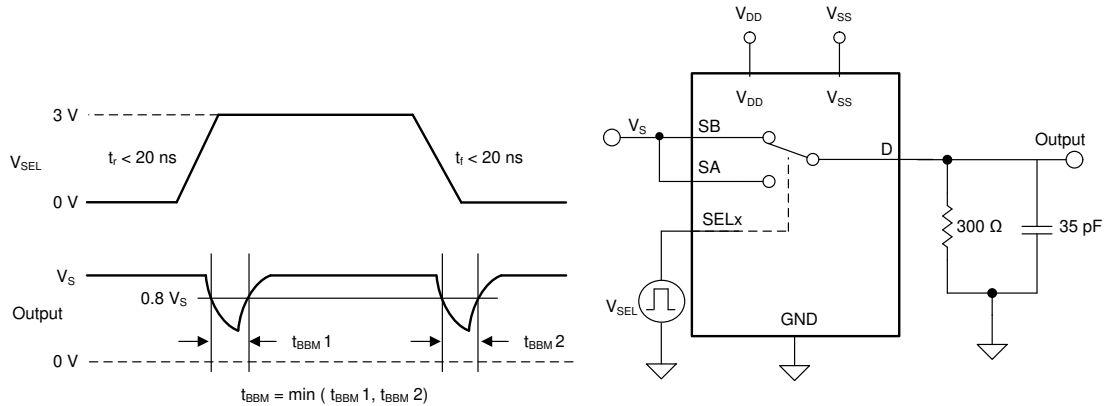 3 V
V_SEL
t_r < 20 ns
t_f < 20 ns
0 V
V_S
0.8 V_S
Output
t_BBM 1
t_BBM 2
0 V
t_BBM = min ( t_BBM 1, t_BBM 2)
V_DD
V_SS
V_DD
V_SS
V_S
SB
SA
SELx
D
Output
300 Ω
35 pF
V_SEL
GND